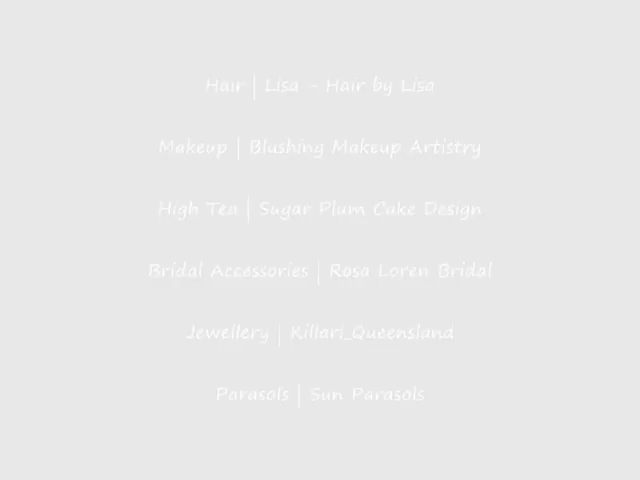 Hair | Lisa - Hair by Lisa
Makeup | Blushing Makeup Artistry
High Tea | Sugar Plum Cake Design
Bridal Accessories | Rosa Loren Bridal
Jewellery | Killari_Queensland
Parasols | Sun Parasols